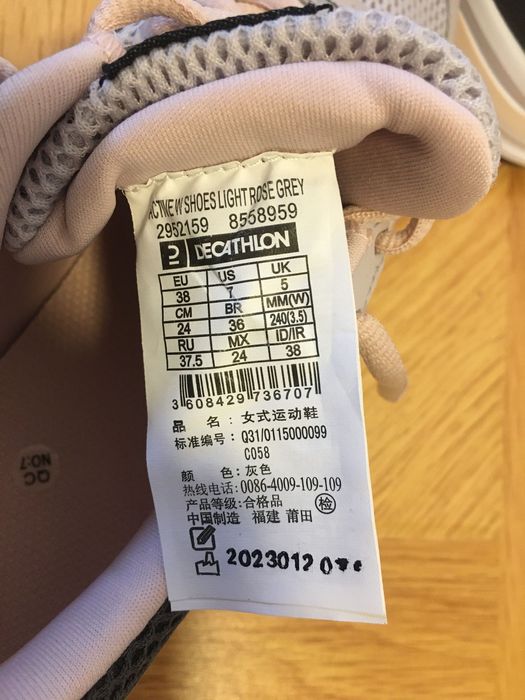 ACTIVE W SHOES LIGHT ROSE GREY
2952159 8558959
DECATHLON
EU US UK
38 5
CM BR MM(W)
24 36 240(3.5)
RU MX ID/IR
37.5 24 38
3 608429 736707
品 名: 女式运动鞋
标准编号: Q31/0115000099
C058
颜 色: 灰色
热线电话: 0086-4009-109-109
产品等级: 合格品 检
中国制造 福建 莆田
20230120
QC
NO:7